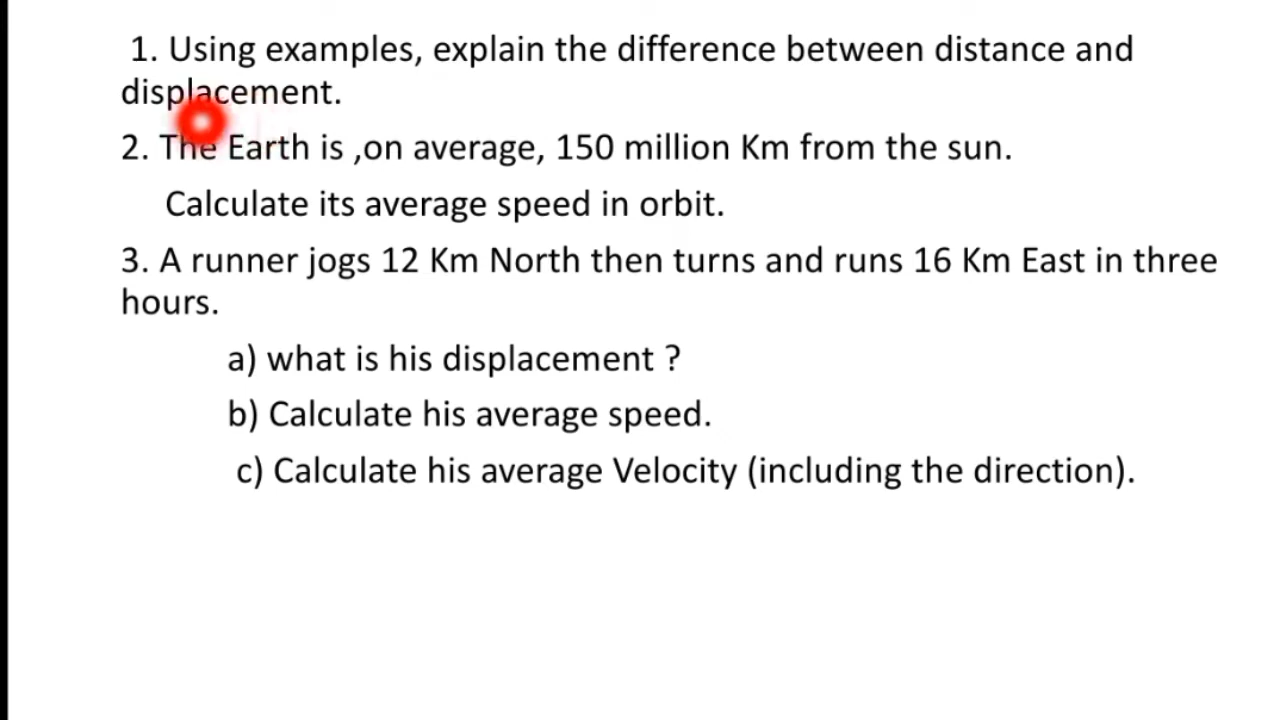 1. Using examples, explain the difference between distance and
displacement.
2. The Earth is ,on average, 150 million Km from the sun.
Calculate its average speed in orbit.
3. A runner jogs 12 Km North then turns and runs 16 Km East in three
hours.
a) what is his displacement ?
b) Calculate his average speed.
c) Calculate his average Velocity (including the direction).